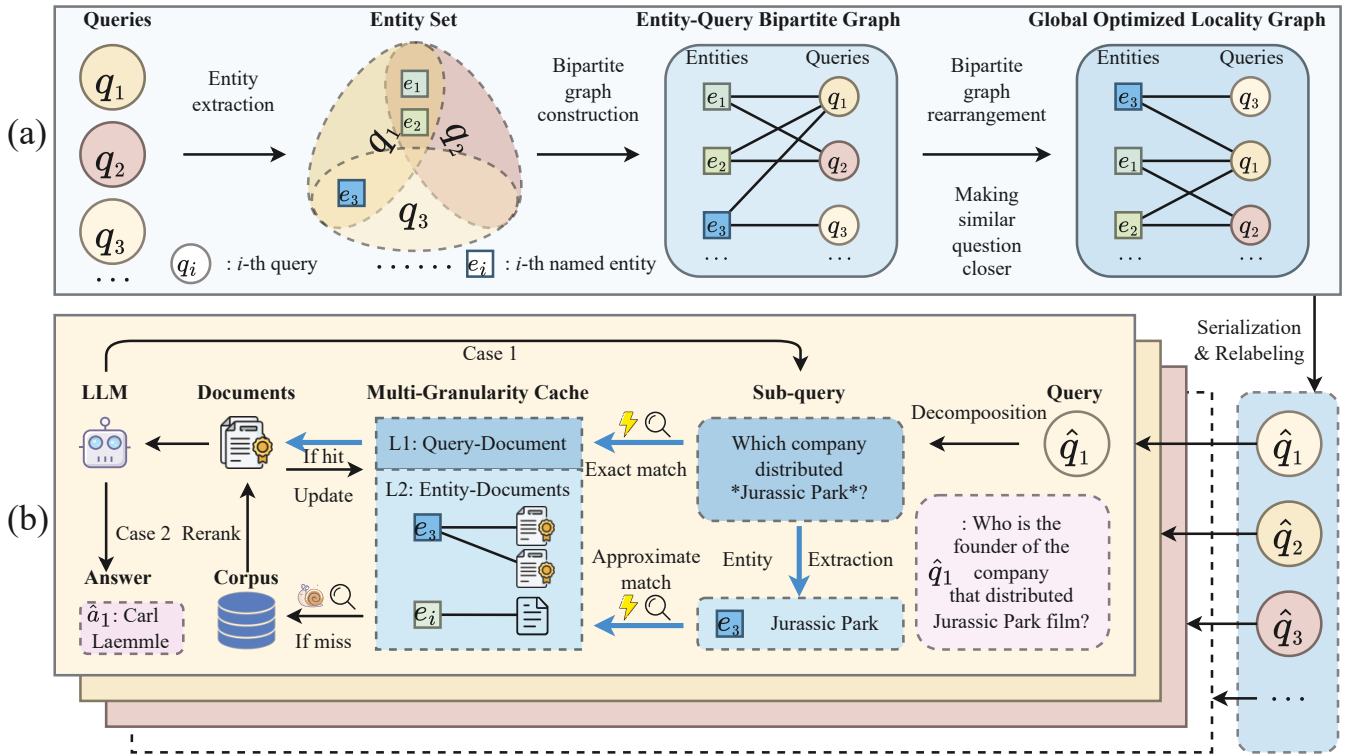 (a)
Queries
q1
q2
q3
...
Entity
extraction
Entity Set
e1
e2
e3
q1
q2
q3
qi : i-th query
......
ei : i-th named entity
Bipartite
graph
construction
Entity-Query Bipartite Graph
Entities Queries
e1 q1
e2 q2
e3 q3
... ...
Bipartite
graph
rearrangement
Making
similar
question
closer
Global Optimized Locality Graph
Entities Queries
e3 q3
e1 q1
e2 q2
... ...
Serialization
& Relabeling
(b)
Case 1
LLM
Documents
Multi-Granularity Cache
Sub-query
Query
Decompoosition
q̂1
L1: Query-Document
L2: Entity-Documents
e3
ei
If hit
Update
Exact match
Which company
distributed
*Jurassic Park*?
Entity Extraction
e3 Jurassic Park
Approximate
match
: Who is the
founder of the
q̂1 company
that distributed
Jurassic Park film?
Case 2
Rerank
Answer
â1: Carl
Laemmle
Corpus
If miss
q̂1
q̂2
q̂3
...